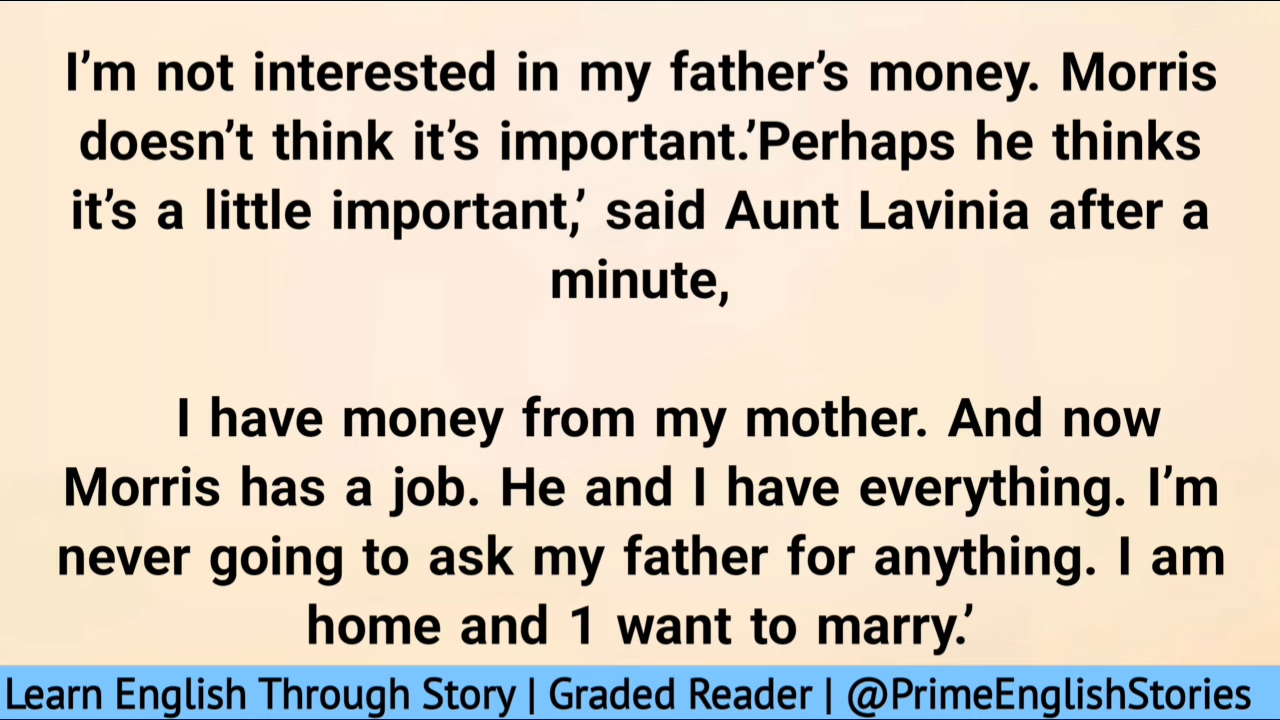 I’m not interested in my father’s money. Morris
doesn’t think it’s important.’Perhaps he thinks
it’s a little important,’ said Aunt Lavinia after a
minute,
I have money from my mother. And now
Morris has a job. He and I have everything. I’m
never going to ask my father for anything. I am
home and 1 want to marry.’
Learn English Through Story | Graded Reader | @PrimeEnglishStories